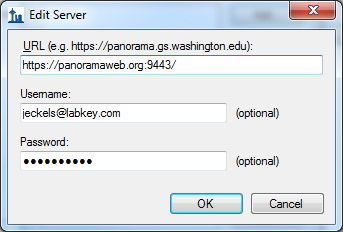 Edit Server
URL (e.g. https://panorama.gs.washington.edu):
https://panoramaweb.org:9443/
Username:
jeckels@labkey.com (optional)
Password:
●●●●●●●●●● (optional)
OK Cancel